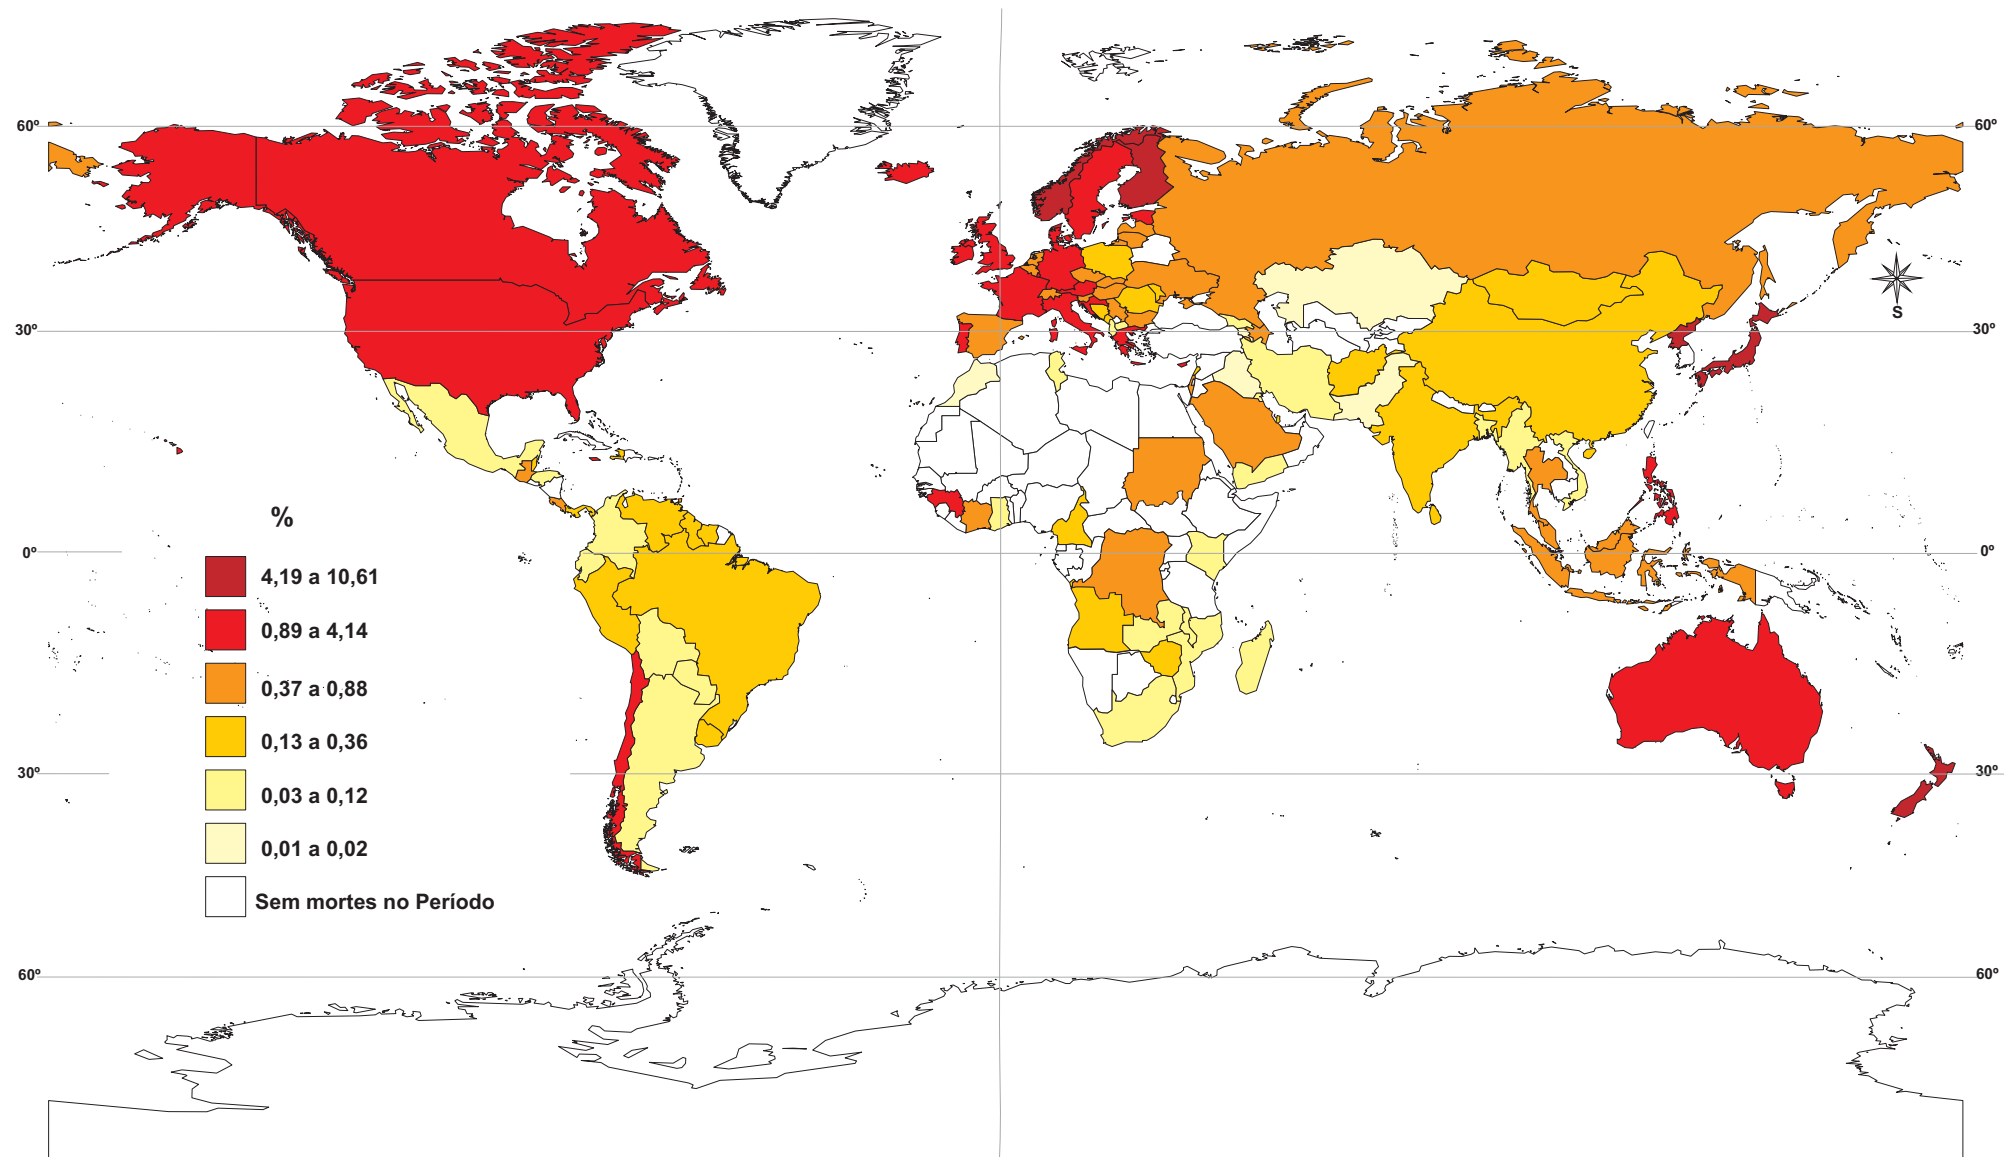 60º
60º
30º
30º
S
%
0º
0º
4,19 a 10,61
0,89 a 4,14
0,37 a 0,88
0,13 a 0,36
0,03 a 0,12
0,01 a 0,02
Sem mortes no Período
30º
30º
60º
60º